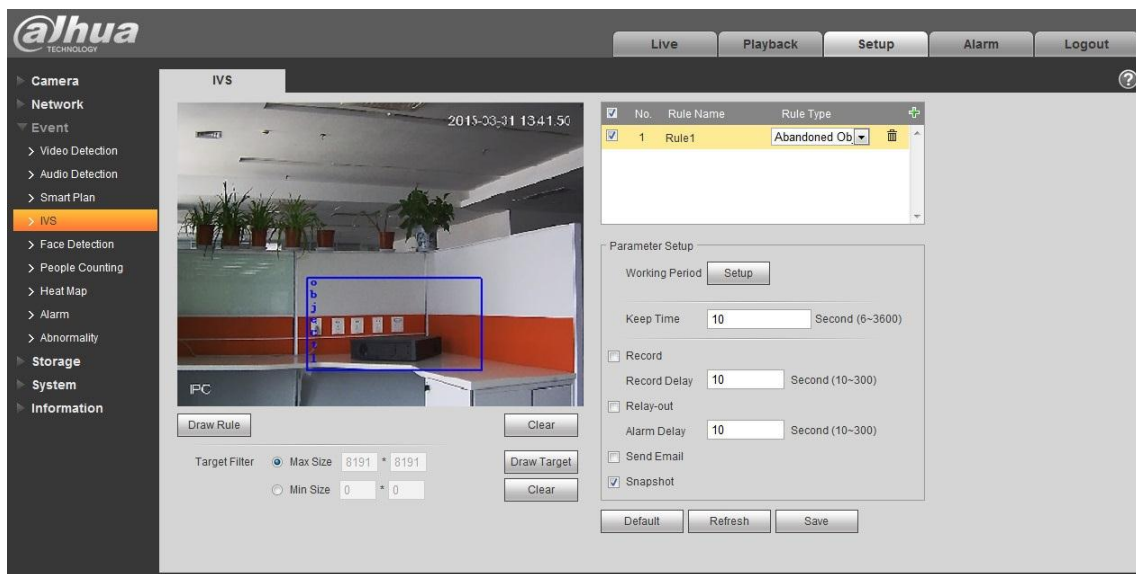 alhua
TECHNOLOGY
Live
Playback
Setup
Alarm
Logout
Camera
Network
Event
> Video Detection
> Audio Detection
> Smart Plan
> IVS
> Face Detection
> People Counting
> Heat Map
> Alarm
> Abnormality
Storage
System
Information
IVS
?
2015-03-31 13:41:50
object1
IPC
Draw Rule
Clear
Target Filter
Max Size 8191 * 8191
Draw Target
Min Size 0 * 0
Clear
No. Rule Name Rule Type
1 Rule1 Abandoned Ob
Parameter Setup
Working Period Setup
Keep Time 10 Second (6~3600)
Record
Record Delay 10 Second (10~300)
Relay-out
Alarm Delay 10 Second (10~300)
Send Email
Snapshot
Default Refresh Save